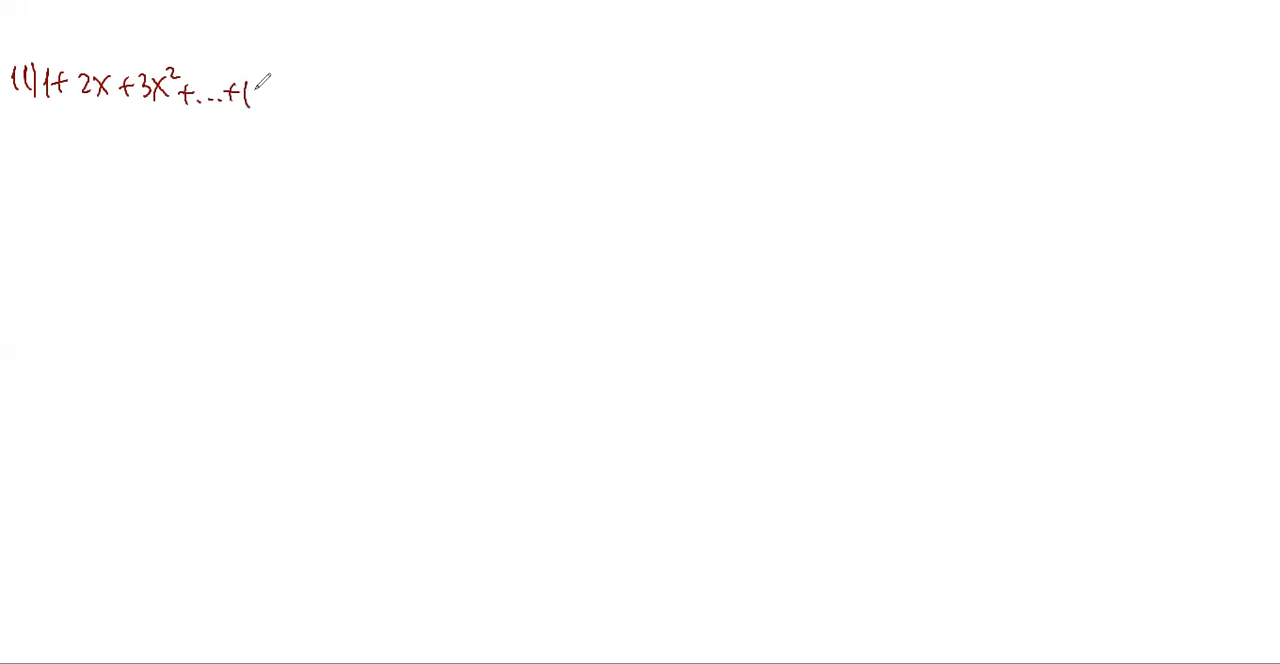 (1) 1+ 2x + 3x² + ... + (